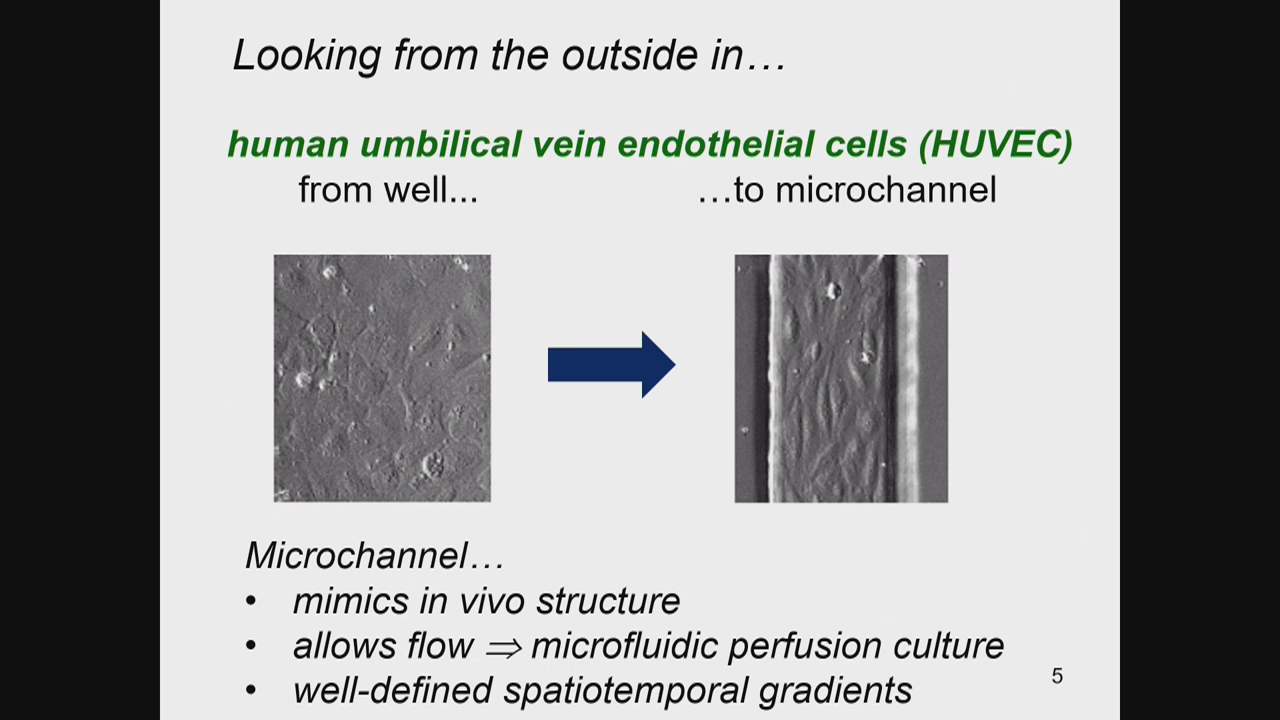 Looking from the outside in…
human umbilical vein endothelial cells (HUVEC)
from well... …to microchannel
Microchannel…
• mimics in vivo structure
• allows flow ⇒ microfluidic perfusion culture
• well-defined spatiotemporal gradients
5